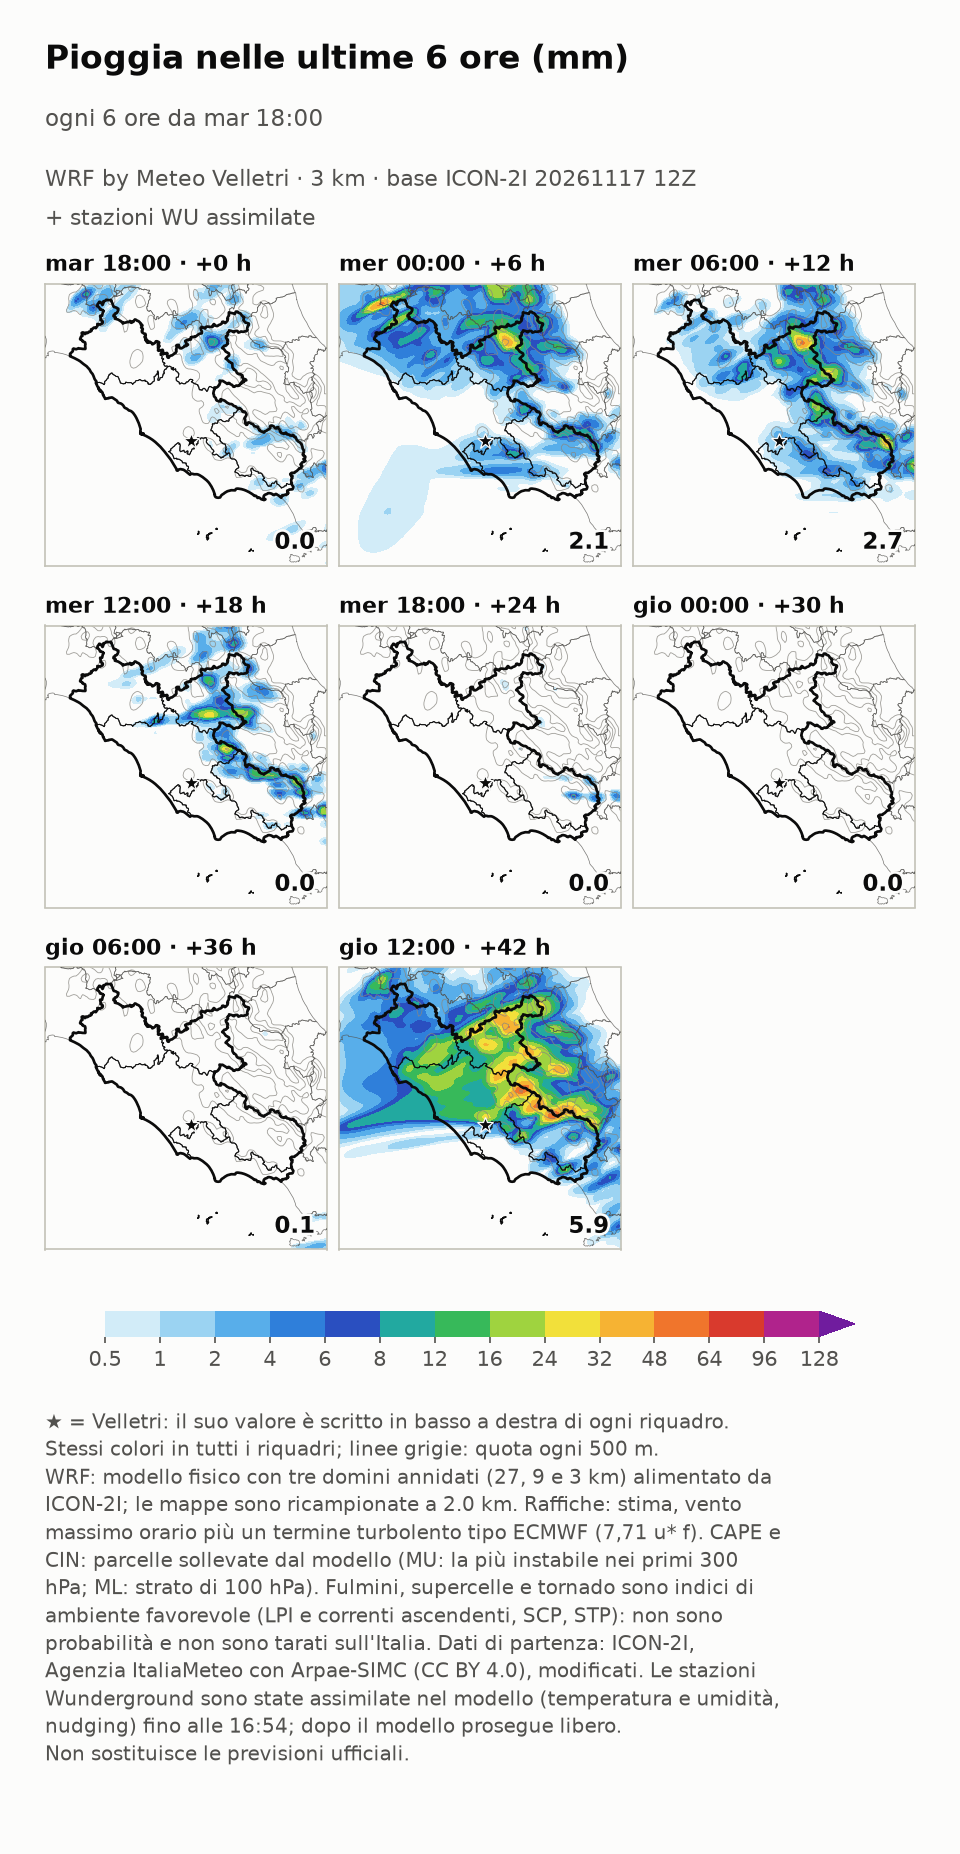 Pioggia nelle ultime 6 ore (mm)
ogni 6 ore da mar 18:00
WRF by Meteo Velletri · 3 km · base ICON-2I 20261117 12Z
+ stazioni WU assimilate
mar 18:00 · +0 h
mer 00:00 · +6 h
mer 06:00 · +12 h
0.0
2.1
2.7
mer 12:00 · +18 h
mer 18:00 · +24 h
gio 00:00 · +30 h
0.0
0.0
0.0
gio 06:00 · +36 h
gio 12:00 · +42 h
0.1
5.9
0.5 1 2 4 6 8 12 16 24 32 48 64 96 128
★ = Velletri: il suo valore è scritto in basso a destra di ogni riquadro.
Stessi colori in tutti i riquadri; linee grigie: quota ogni 500 m.
WRF: modello fisico con tre domini annidati (27, 9 e 3 km) alimentato da
ICON-2I; le mappe sono ricampionate a 2.0 km. Raffiche: stima, vento
massimo orario più un termine turbolento tipo ECMWF (7,71 u* f). CAPE e
CIN: parcelle sollevate dal modello (MU: la più instabile nei primi 300
hPa; ML: strato di 100 hPa). Fulmini, supercelle e tornado sono indici di
ambiente favorevole (LPI e correnti ascendenti, SCP, STP): non sono
probabilità e non sono tarati sull'Italia. Dati di partenza: ICON-2I,
Agenzia ItaliaMeteo con Arpae-SIMC (CC BY 4.0), modificati. Le stazioni
Wunderground sono state assimilate nel modello (temperatura e umidità,
nudging) fino alle 16:54; dopo il modello prosegue libero.
Non sostituisce le previsioni ufficiali.